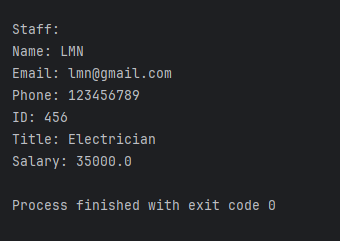 Staff:
Name: LMN
Email: lmn@gmail.com
Phone: 123456789
ID: 456
Title: Electrician
Salary: 35000.0
Process finished with exit code 0